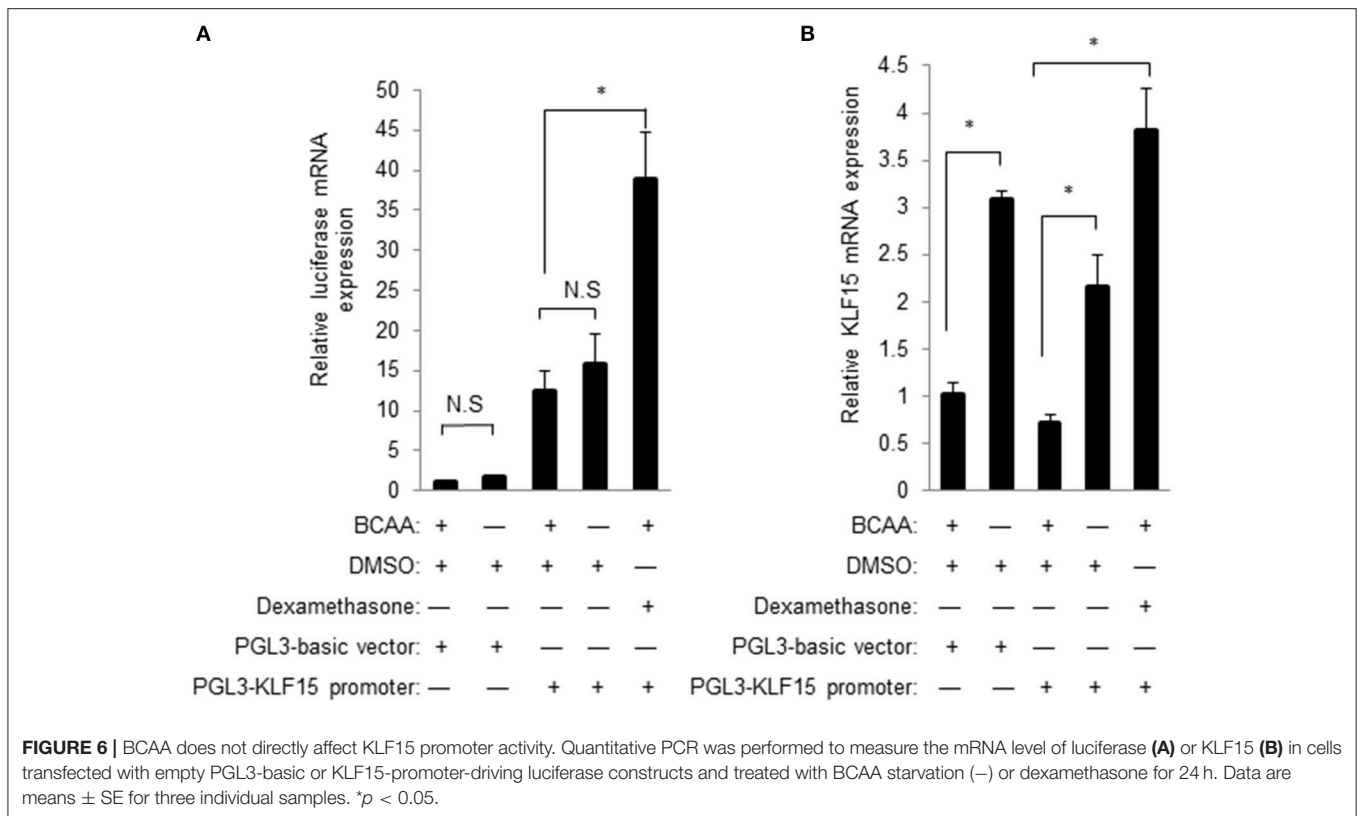 A
Relative luciferase mRNA
expression
50
45
40
35
30
25
20
15
10
5
0
N.S
N.S
*
BCAA: + — + — +
DMSO: + + + + —
Dexamethasone: — — — — +
PGL3-basic vector: + + — — —
PGL3-KLF15 promoter: — — + + +
B
Relative KLF15 mRNA expression
4.5
4
3.5
3
2.5
2
1.5
1
0.5
0
*
*
*
BCAA: + — + — +
DMSO: + + + + —
Dexamethasone: — — — — +
PGL3-basic vector: + + — — —
PGL3-KLF15 promoter: — — + + +
FIGURE 6 | BCAA does not directly affect KLF15 promoter activity. Quantitative PCR was performed to measure the mRNA level of luciferase (A) or KLF15 (B) in cells
transfected with empty PGL3-basic or KLF15-promoter-driving luciferase constructs and treated with BCAA starvation (−) or dexamethasone for 24 h. Data are
means ± SE for three individual samples. *p < 0.05.